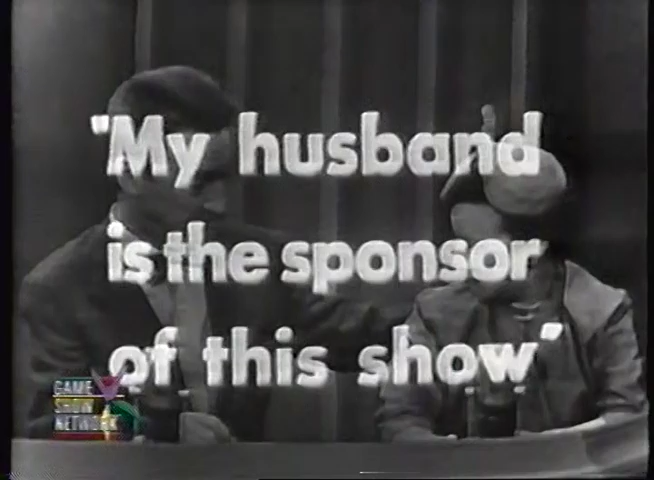 "My husband
is the sponsor
of this show"
GAME
SHOW
NETWORK